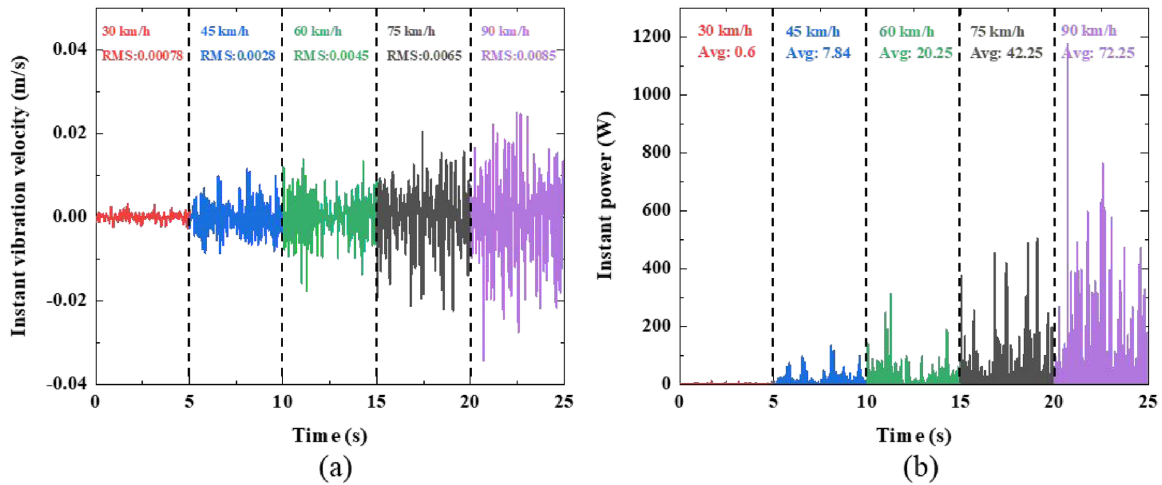 30 km/h 45 km/h 60 km/h 75 km/h 90 km/h
RMS:0.00078 RMS:0.0028 RMS:0.0045 RMS:0.0065 RMS:0.0085
Instant vibration velocity (m/s)
0.04
0.02
0.00
-0.02
-0.04
0 5 10 15 20 25
Time (s)
(a)
30 km/h 45 km/h 60 km/h 75 km/h 90 km/h
Avg: 0.6 Avg: 7.84 Avg: 20.25 Avg: 42.25 Avg: 72.25
Instant power (W)
1200
1000
800
600
400
200
0
0 5 10 15 20 25
Time (s)
(b)